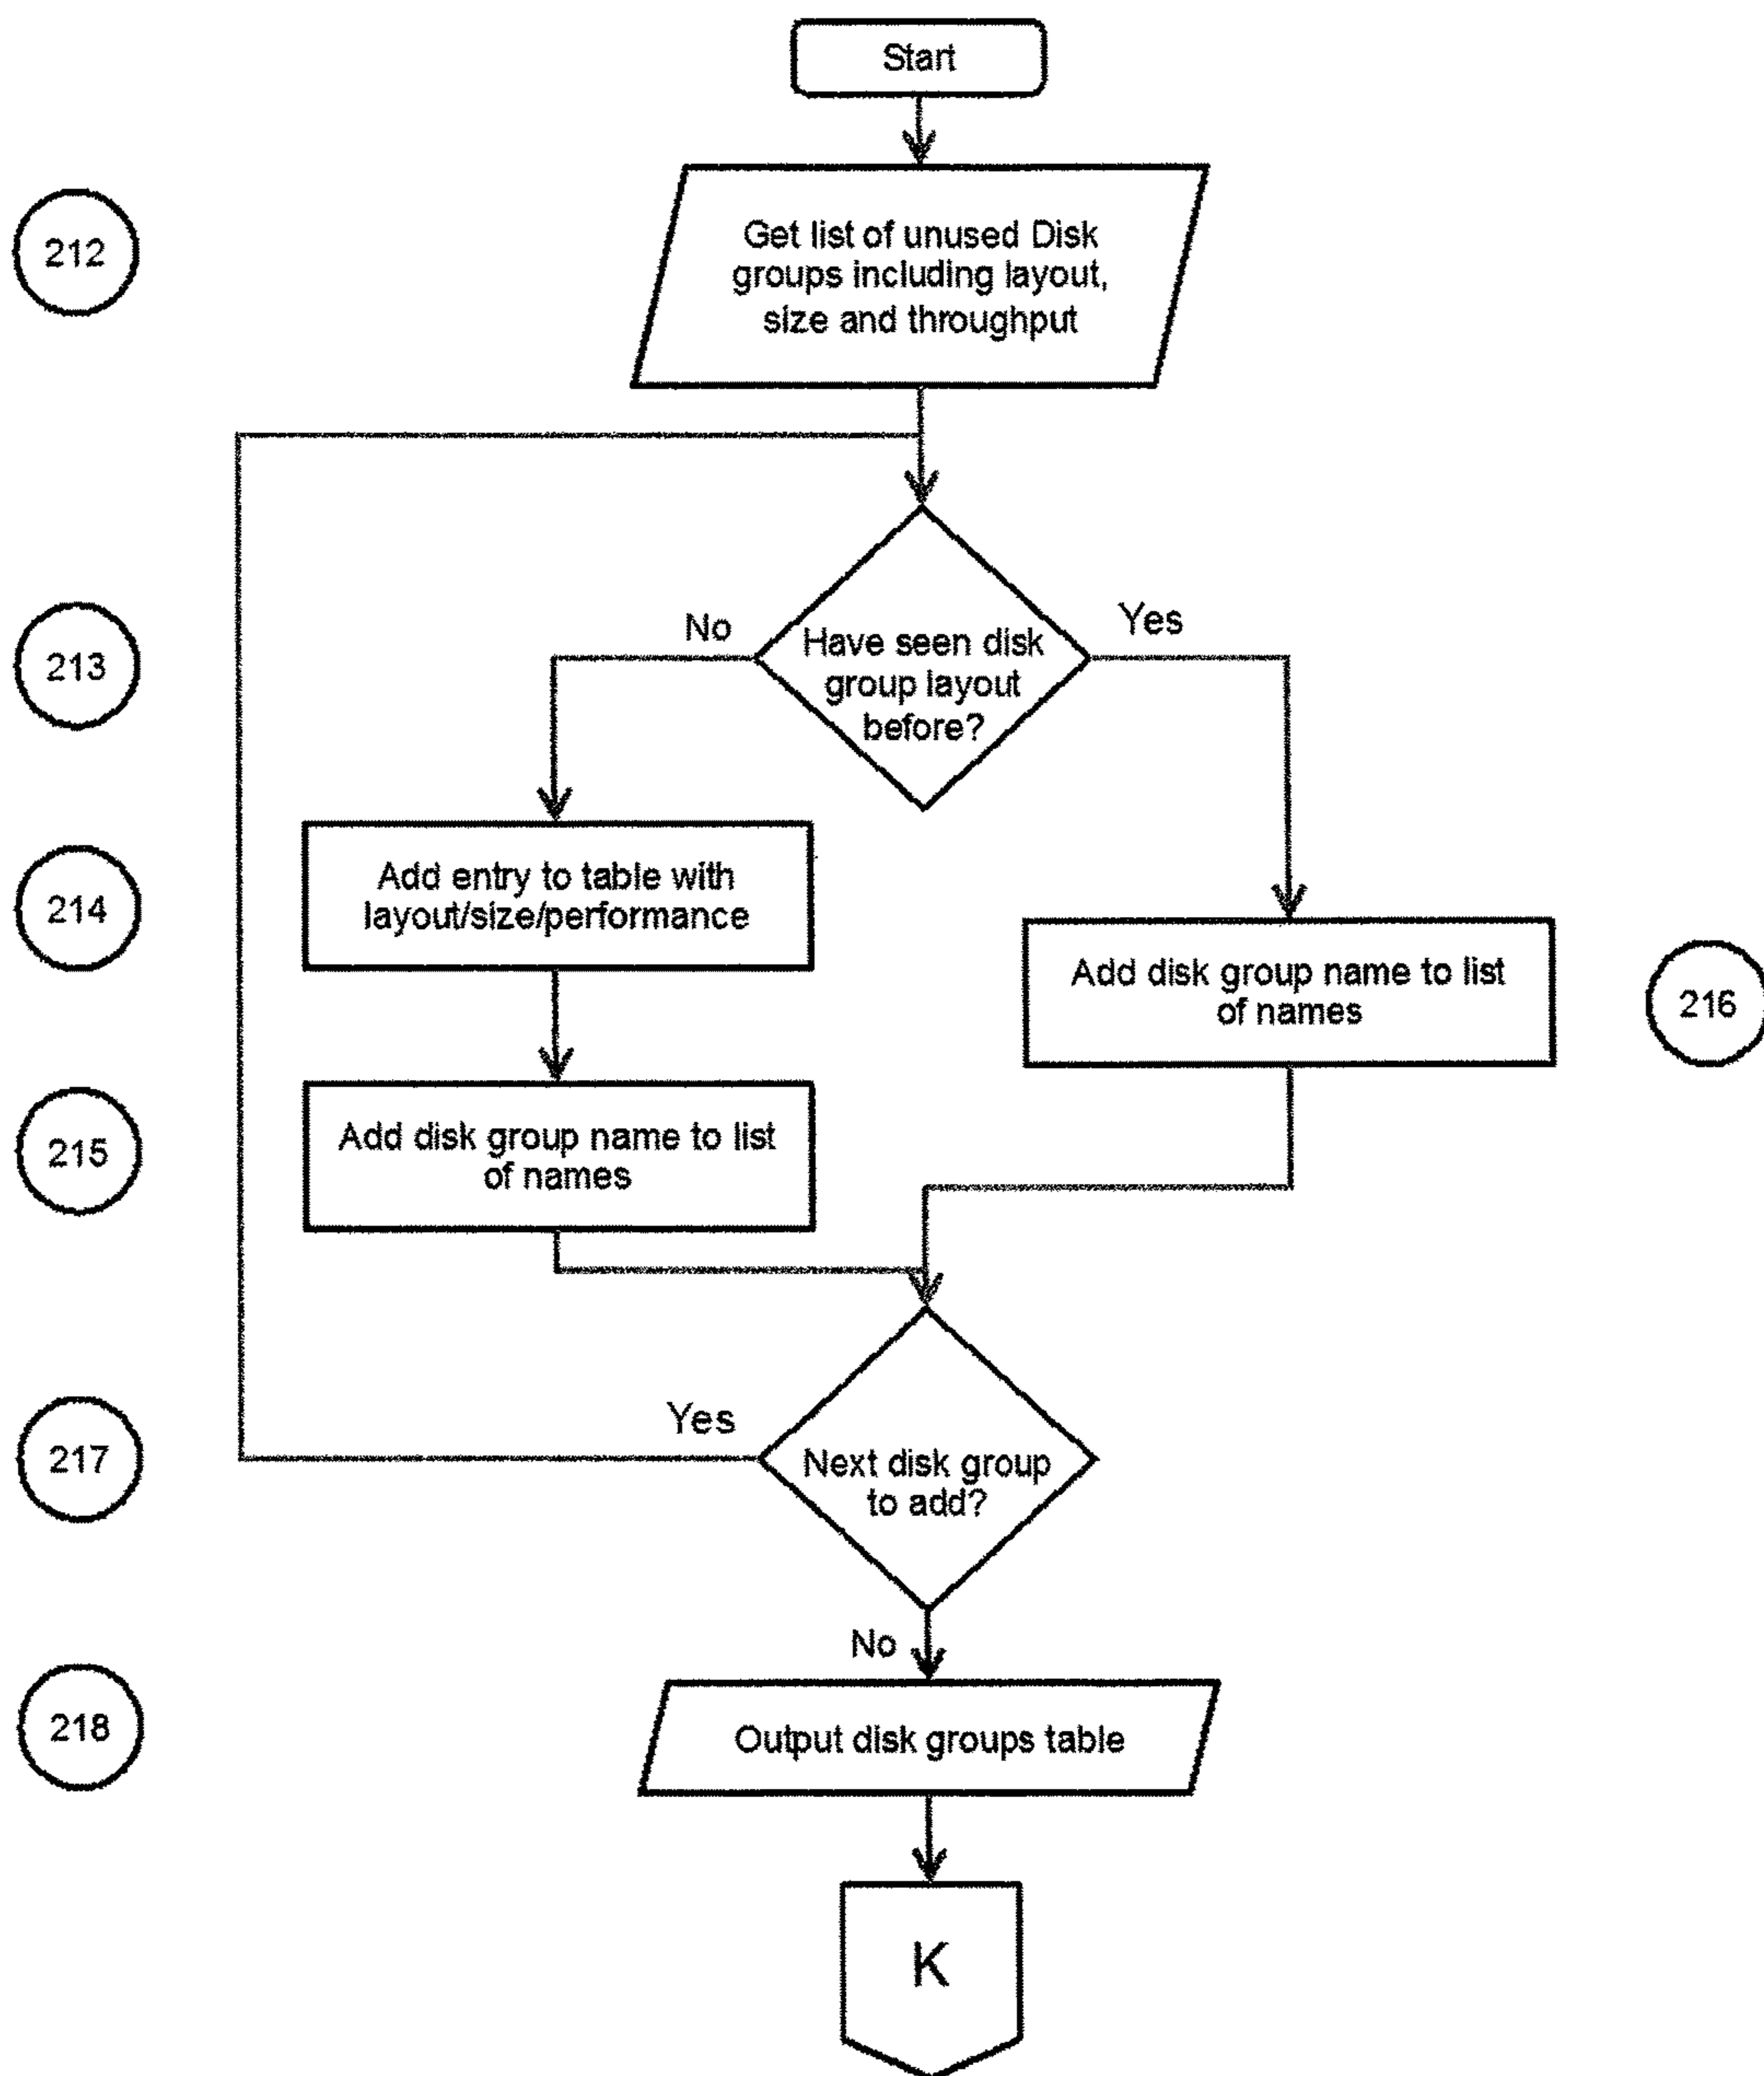 Start
212
Get list of unused Disk
groups including layout,
size and throughput
213
No
Yes
Have seen disk
group layout
before?
214
Add entry to table with
layout/size/performance
Add disk group name to list
of names
216
215
Add disk group name to list
of names
217
Yes
Next disk group
to add?
No
218
Output disk groups table
K